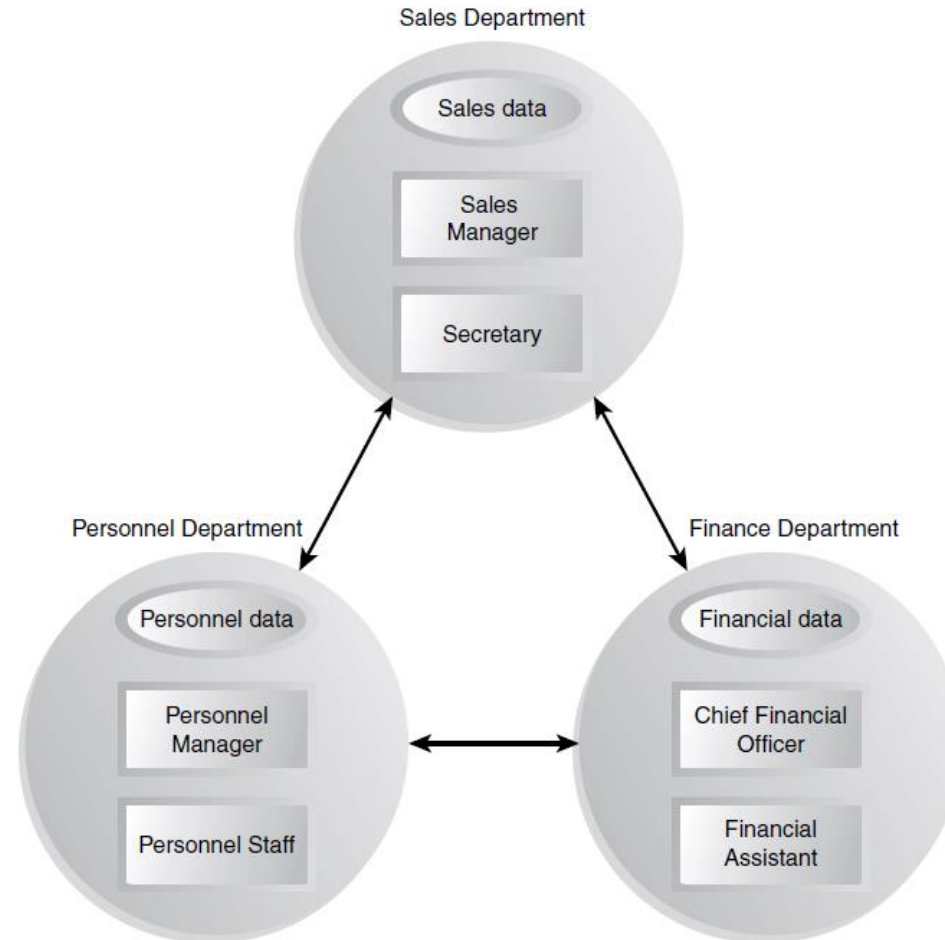 Sales Department
Sales data
Sales
Manager
Secretary
Personnel Department
Personnel data
Personnel
Manager
Personnel Staff
Finance Department
Financial data
Chief Financial
Officer
Financial
Assistant